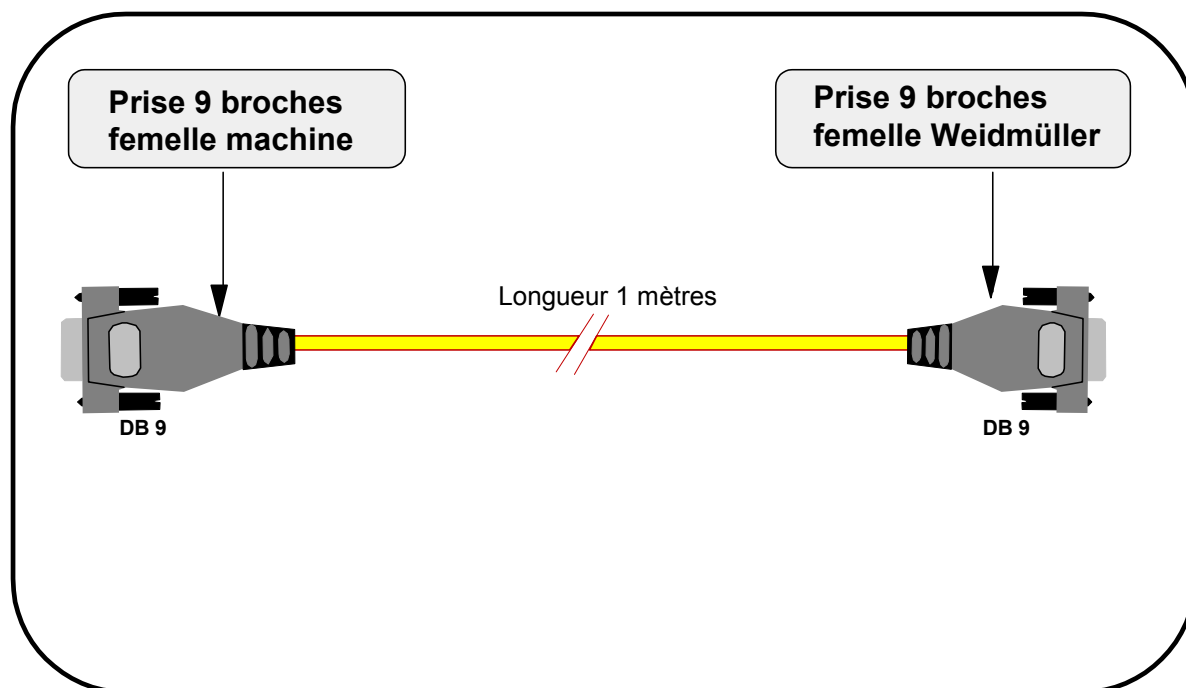 Prise 9 broches
femelle machine
Prise 9 broches
femelle Weidmüller
Longueur 1 mètres
DB 9
DB 9